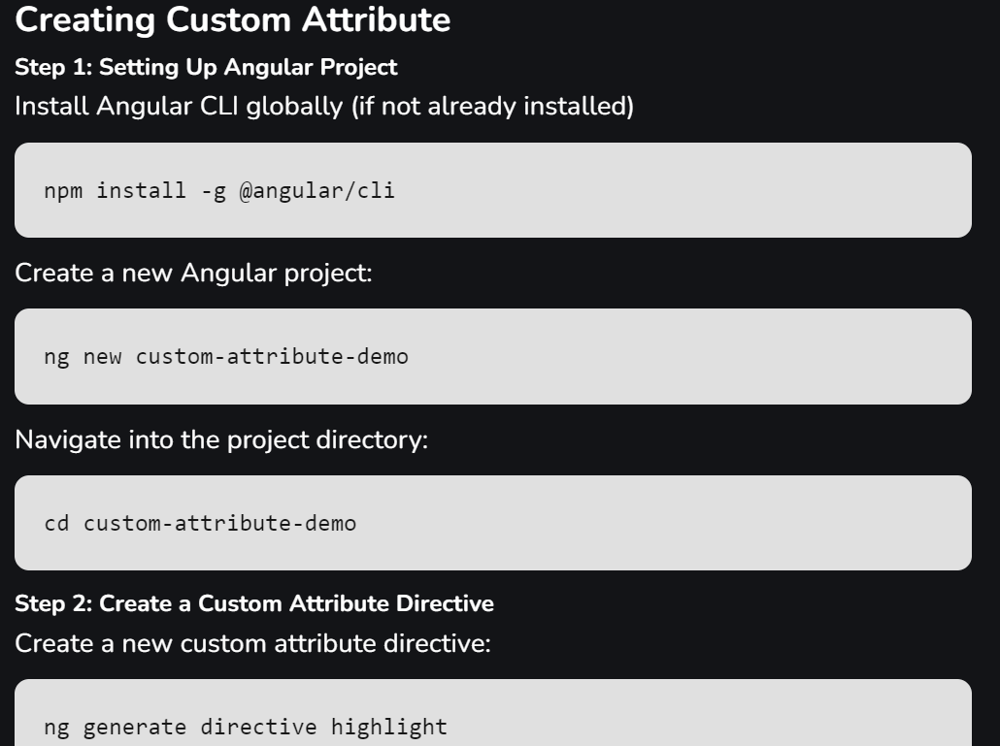 Creating Custom Attribute
Step 1: Setting Up Angular Project
Install Angular CLI globally (if not already installed)
npm install -g @angular/cli
Create a new Angular project:
ng new custom-attribute-demo
Navigate into the project directory:
cd custom-attribute-demo
Step 2: Create a Custom Attribute Directive
Create a new custom attribute directive:
ng generate directive highlight